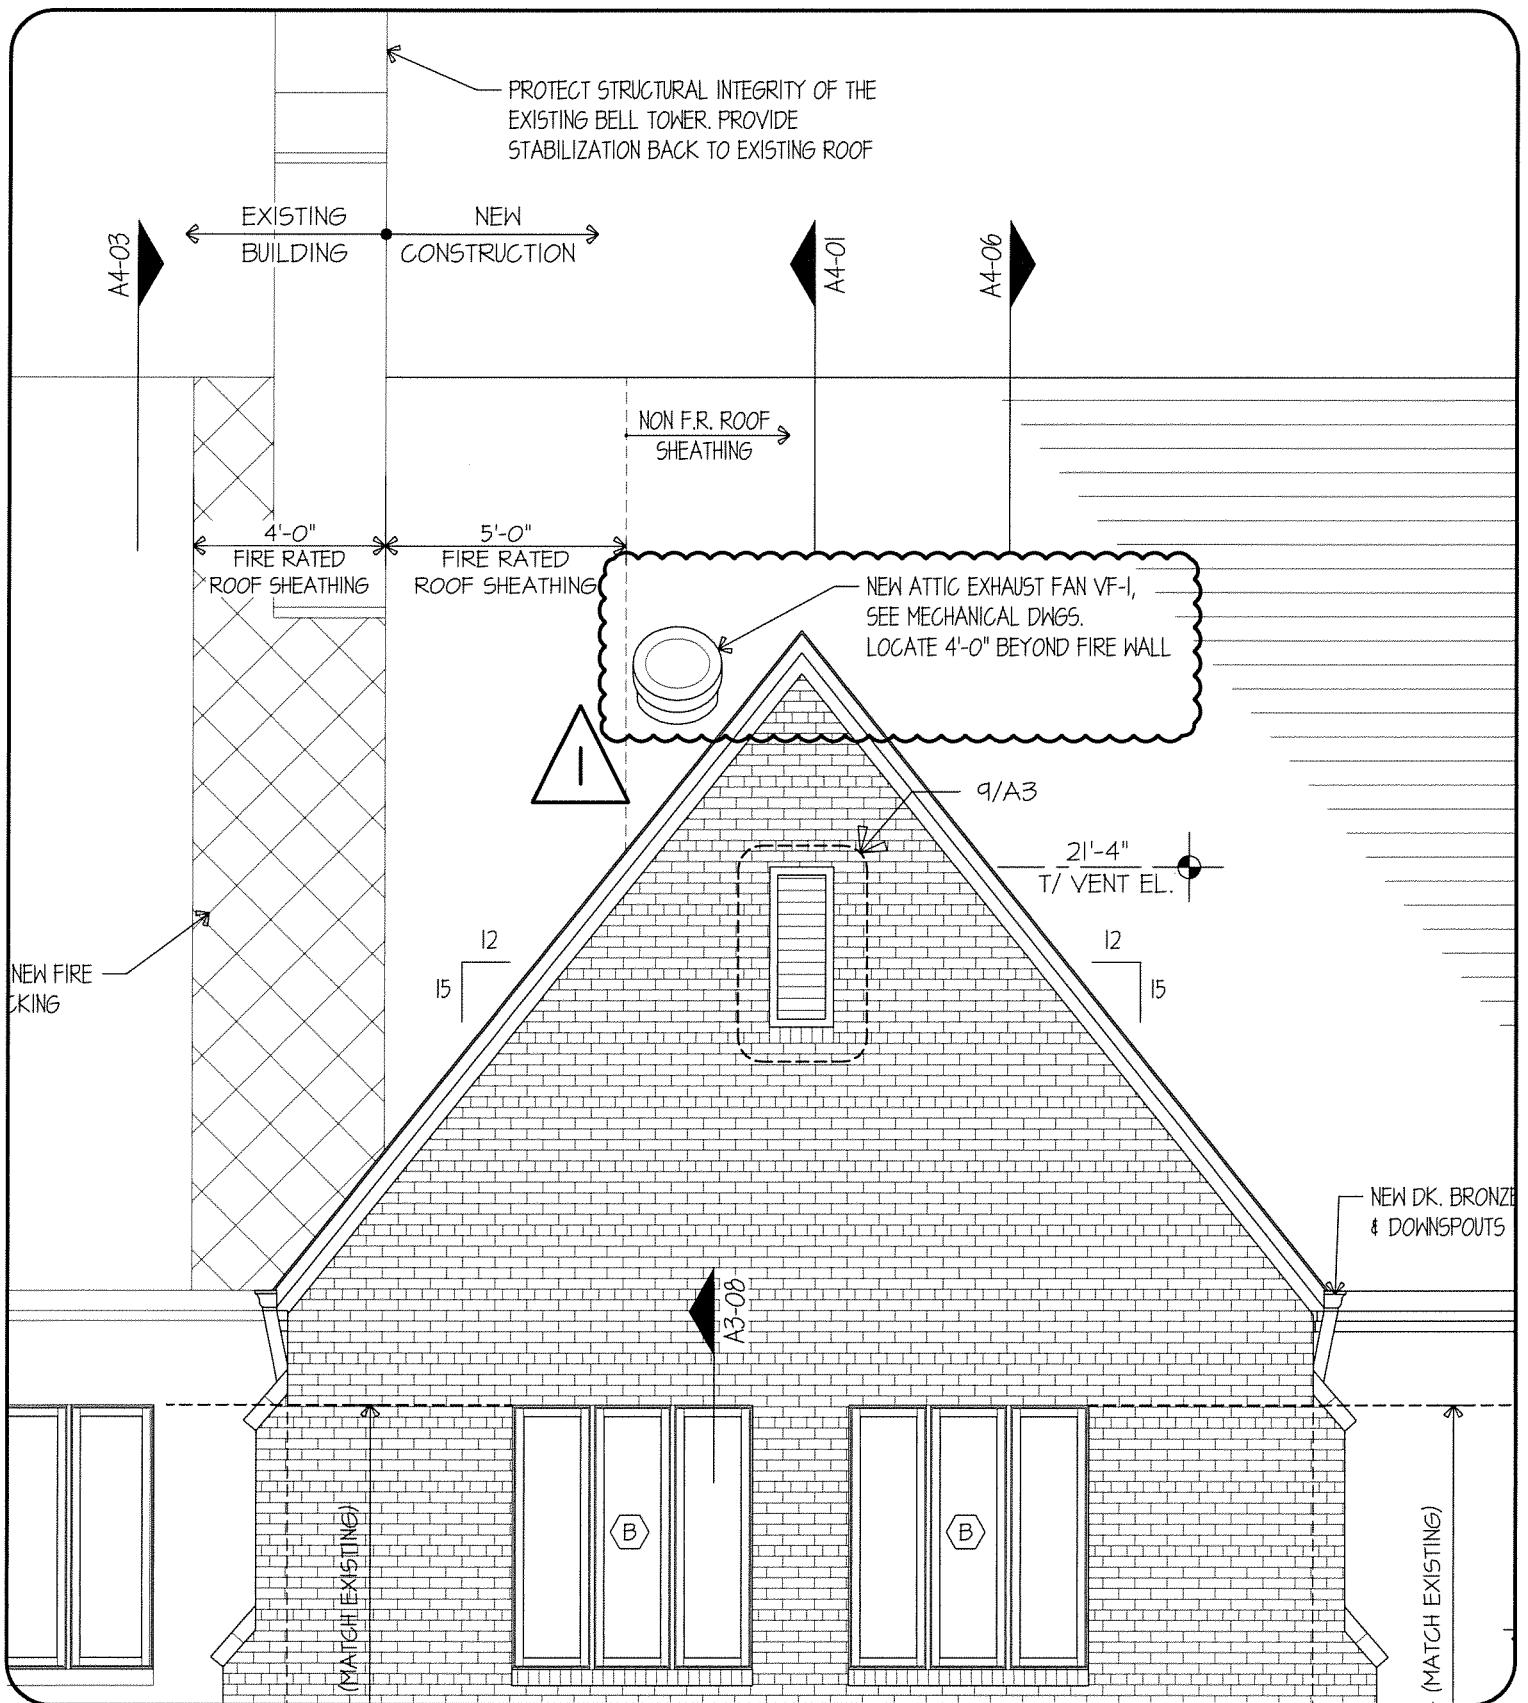 PROTECT STRUCTURAL INTEGRITY OF THE
EXISTING BELL TOWER. PROVIDE
STABILIZATION BACK TO EXISTING ROOF
EXISTING
BUILDING
NEW
CONSTRUCTION
A4-03
A4-01
A4-06
NON F.R. ROOF
SHEATHING
4'-0"
FIRE RATED
ROOF SHEATHING
5'-0"
FIRE RATED
ROOF SHEATHING
NEW ATTIC EXHAUST FAN VF-1,
SEE MECHANICAL DWGS.
LOCATE 4'-0" BEYOND FIRE WALL
1
9/A3
21'-4"
T/ VENT EL.
12
15
12
15
NEW FIRE
CKING
NEW DK. BRONZE
& DOWNSPOUTS
A3-08
B
B
(MATCH EXISTING)
(MATCH EXISTING)